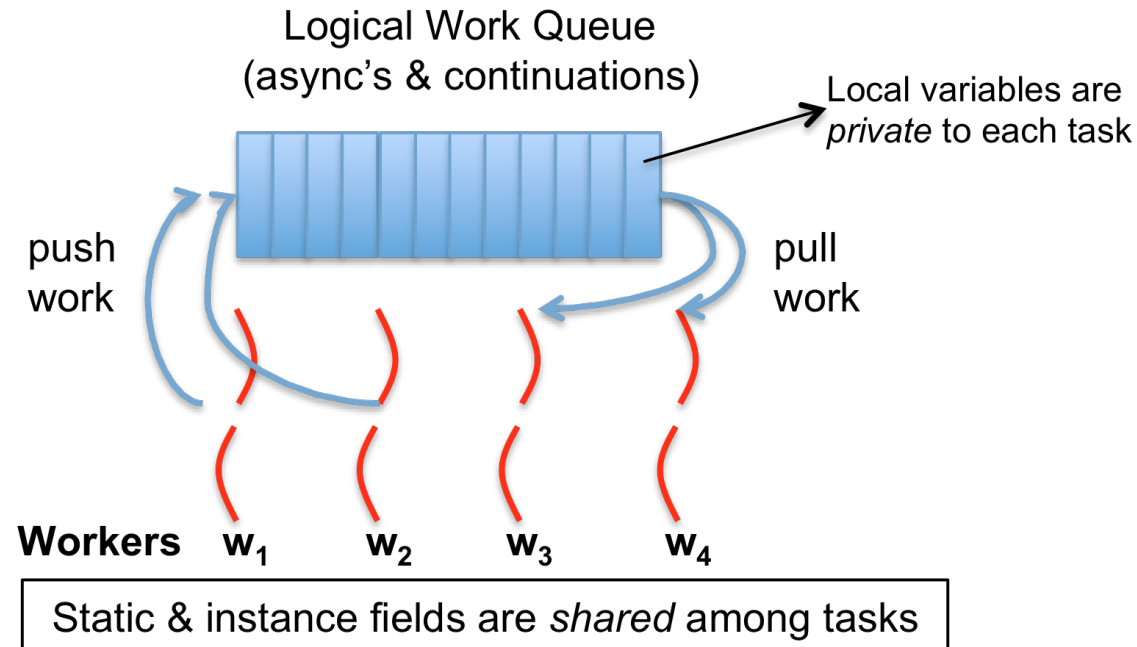 Logical Work Queue
(async's & continuations)
Local variables are
private to each task
push
work
pull
work
Workers w1 w2 w3 w4
Static & instance fields are shared among tasks